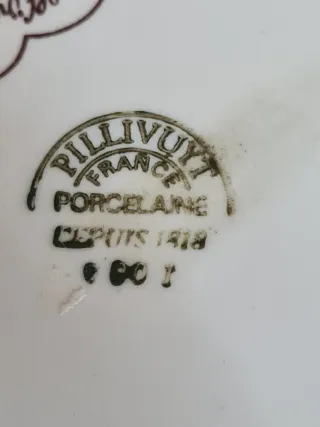 PILLIVUYT
FRANCE
PORCELAINE
DEPUIS 1818